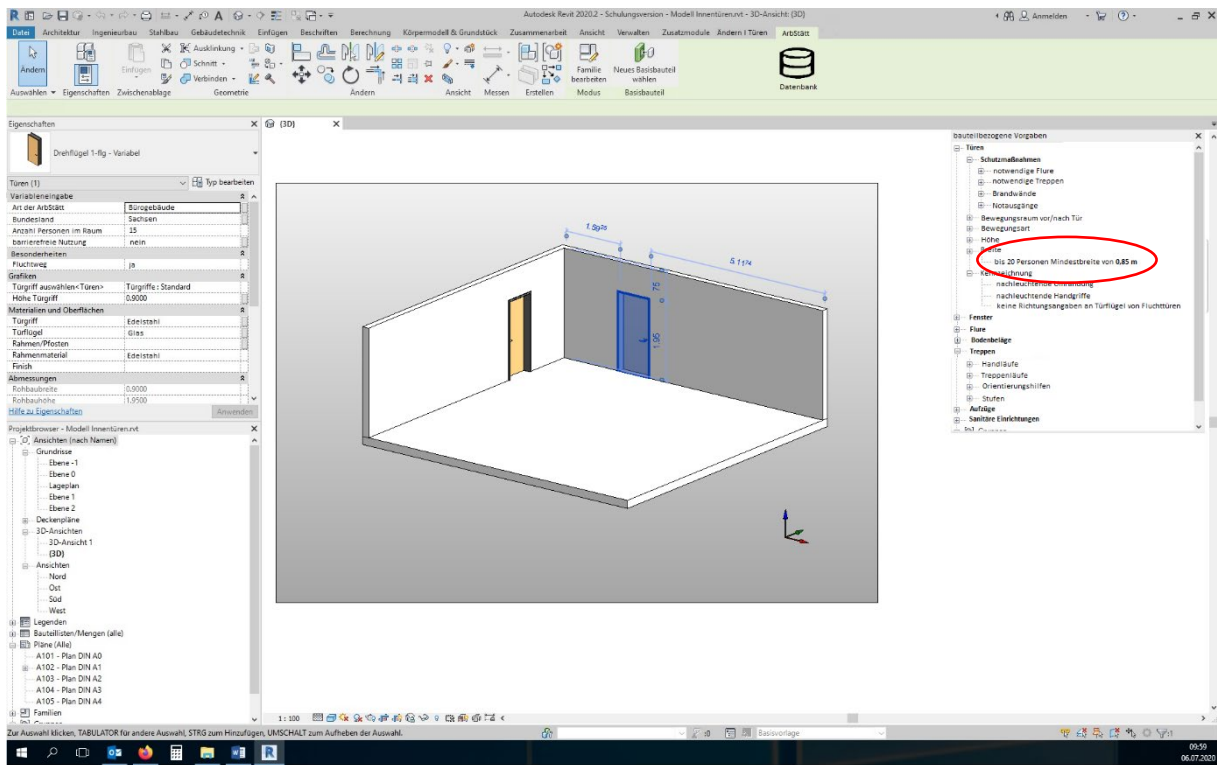 Autodesk Revit 2020.2 - Schulungsversion - Modell Innentüren.rvt - 3D-Ansicht: {3D}
Anmelden
Datei Architektur Ingenieurbau Stahlbau Gebäudetechnik Einfügen Beschriften Berechnung Körpermodell & Grundstück Zusammenarbeit Ansicht Verwalten Zusatzmodule Ändern | Türen ArbStätt
Ändern
Einfügen
Ausklinkung
Schnitt
Verbinden
Familie bearbeiten
Neues Basisbauteil wählen
Datenbank
Auswählen Eigenschaften Zwischenablage Geometrie Ändern Ansicht Messen Erstellen Modus Basisbauteil
Eigenschaften
{3D}
Drehflügel 1-flg - Variabel
Türen (1)
Typ bearbeiten
Variableneingabe
Art der ArbStätt Bürogebäude
Bundesland Sachsen
Anzahl Personen im Raum 15
barrierefreie Nutzung nein
Besonderheiten
Fluchtweg ja
Grafiken
Türgriff auswählen<Türen> Türgriffe : Standard
Höhe Türgriff 0.9000
Materialien und Oberflächen
Türgriff Edelstahl
Türflügel Glas
Rahmen/Pfosten
Rahmenmaterial Edelstahl
Finish
Abmessungen
Rohbaubreite 0.9000
Rohbauhöhe 1.9500
Hilfe zu Eigenschaften
Anwenden
Projektbrowser - Modell Innentüren.rvt
Ansichten (nach Namen)
Grundrisse
Ebene -1
Ebene 0
Lageplan
Ebene 1
Ebene 2
Deckenpläne
3D-Ansichten
3D-Ansicht 1
{3D}
Ansichten
Nord
Ost
Süd
West
Legenden
Bauteillisten/Mengen (alle)
Pläne (Alle)
A101 - Plan DIN A0
A102 - Plan DIN A1
A103 - Plan DIN A2
A104 - Plan DIN A3
A105 - Plan DIN A4
Familien
75
1.95
bauteilbezogene Vorgaben
Türen
Schutzmaßnahmen
notwendige Flure
notwendige Treppen
Brandwände
Notausgänge
Bewegungsraum vor/nach Tür
Bewegungsart
Höhe
Breite
bis 20 Personen Mindestbreite von 0,85 m
Kennzeichnung
nachleuchtende Umrandung
nachleuchtende Handgriffe
keine Richtungsangaben an Türflügel von Fluchttüren
Fenster
Flure
Bodenbeläge
Treppen
Handläufe
Treppenläufe
Orientierungshilfen
Stufen
Aufzüge
Sanitäre Einrichtungen
1 : 100
Zur Auswahl klicken, TABULATOR für andere Auswahl, STRG zum Hinzufügen, UMSCHALT zum Aufheben der Auswahl.
Basisvorlage
09:59
06.07.2020